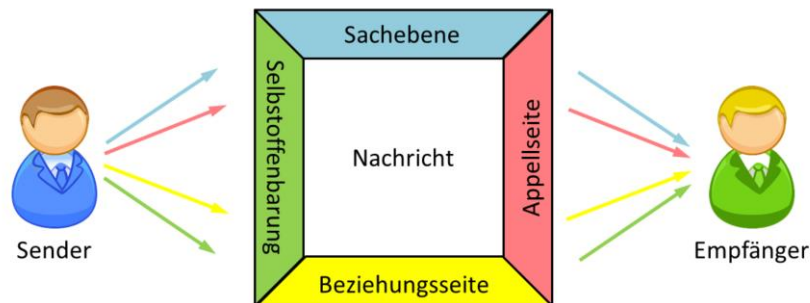 Sachebene
Selbstoffenbarung
Nachricht
Appellseite
Sender
Empfänger
Beziehungsseite